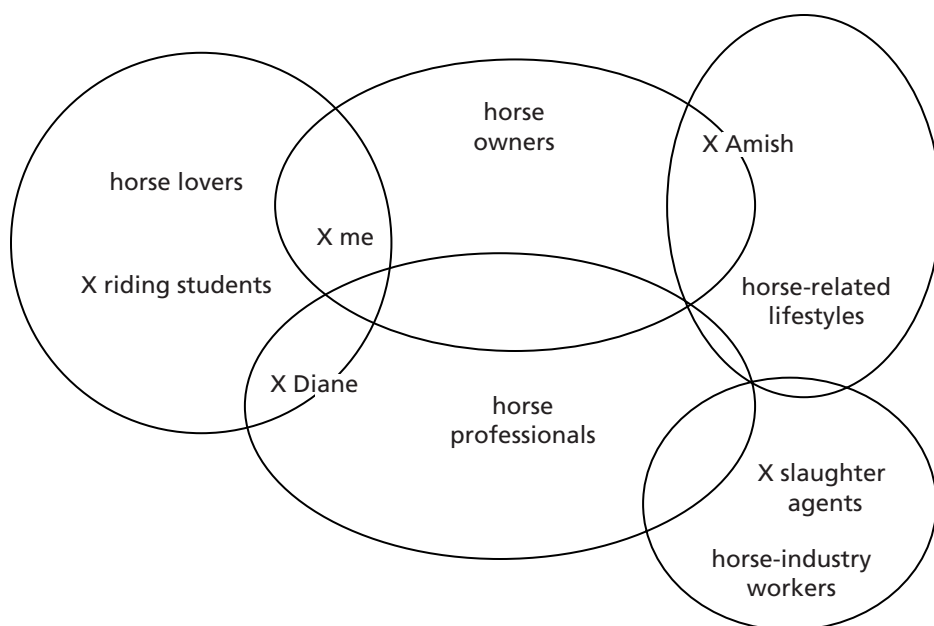 horse
owners
X Amish
horse lovers
X me
X riding students
horse-related
lifestyles
X Diane
horse
professionals
X slaughter
agents
horse-industry
workers